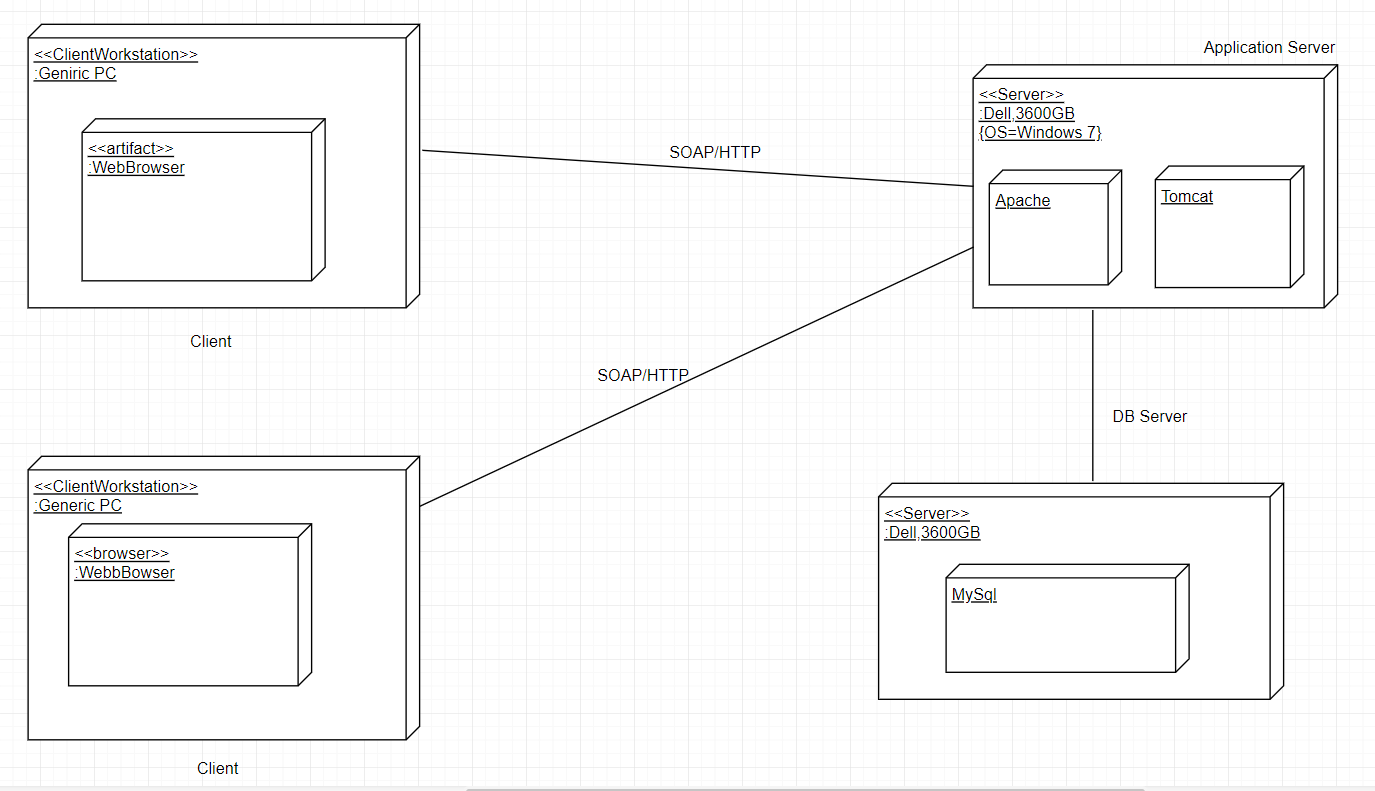 <<ClientWorkstation>>
:Geniric PC
<<artifact>>
:WebBrowser
Client
SOAP/HTTP
Application Server
<<Server>>
:Dell,3600GB
{OS=Windows 7}
Apache
Tomcat
SOAP/HTTP
DB Server
<<ClientWorkstation>>
:Generic PC
<<browser>>
:WebbBowser
Client
<<Server>>
:Dell,3600GB
MySql